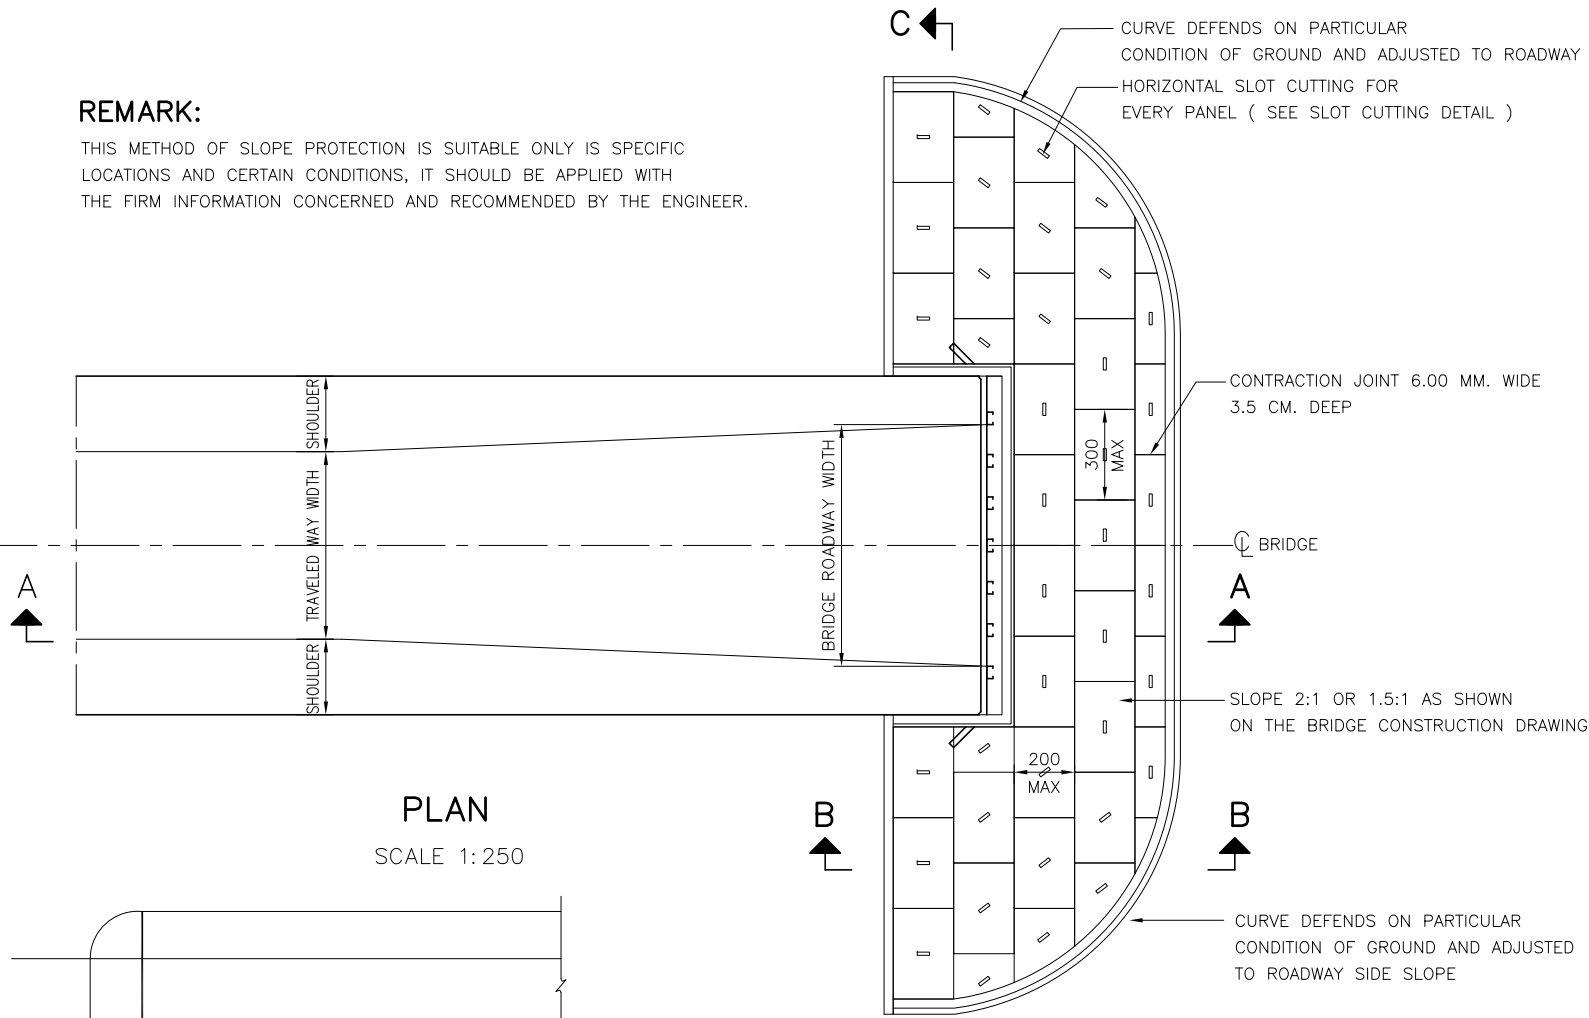 C
CURVE DEFENDS ON PARTICULAR
CONDITION OF GROUND AND ADJUSTED TO ROADWAY
HORIZONTAL SLOT CUTTING FOR
EVERY PANEL ( SEE SLOT CUTTING DETAIL )
REMARK:
THIS METHOD OF SLOPE PROTECTION IS SUITABLE ONLY IS SPECIFIC
LOCATIONS AND CERTAIN CONDITIONS, IT SHOULD BE APPLIED WITH
THE FIRM INFORMATION CONCERNED AND RECOMMENDED BY THE ENGINEER.
SHOULDER
TRAVELED WAY WIDTH
SHOULDER
BRIDGE ROADWAY WIDTH
300
MAX
CONTRACTION JOINT 6.00 MM. WIDE
3.5 CM. DEEP
℄ BRIDGE
A
A
SLOPE 2:1 OR 1.5:1 AS SHOWN
ON THE BRIDGE CONSTRUCTION DRAWING
200
MAX
PLAN
SCALE 1:250
B
B
CURVE DEFENDS ON PARTICULAR
CONDITION OF GROUND AND ADJUSTED
TO ROADWAY SIDE SLOPE